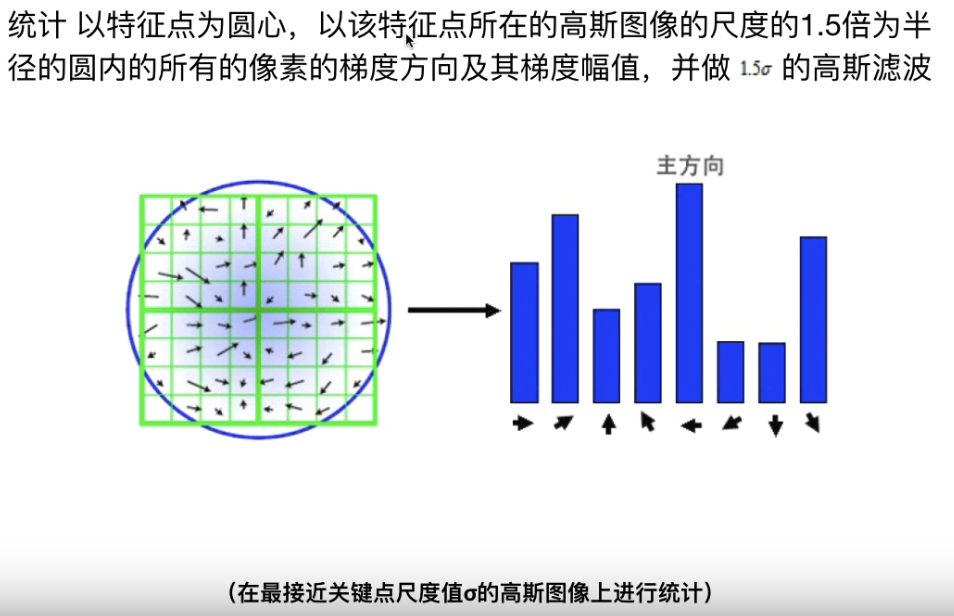 统计 以特征点为圆心，以该特征点所在的高斯图像的尺度的1.5倍为半
径的圆内的所有的像素的梯度方向及其梯度幅值，并做 1.5σ 的高斯滤波
主方向
（在最接近关键点尺度值σ的高斯图像上进行统计）